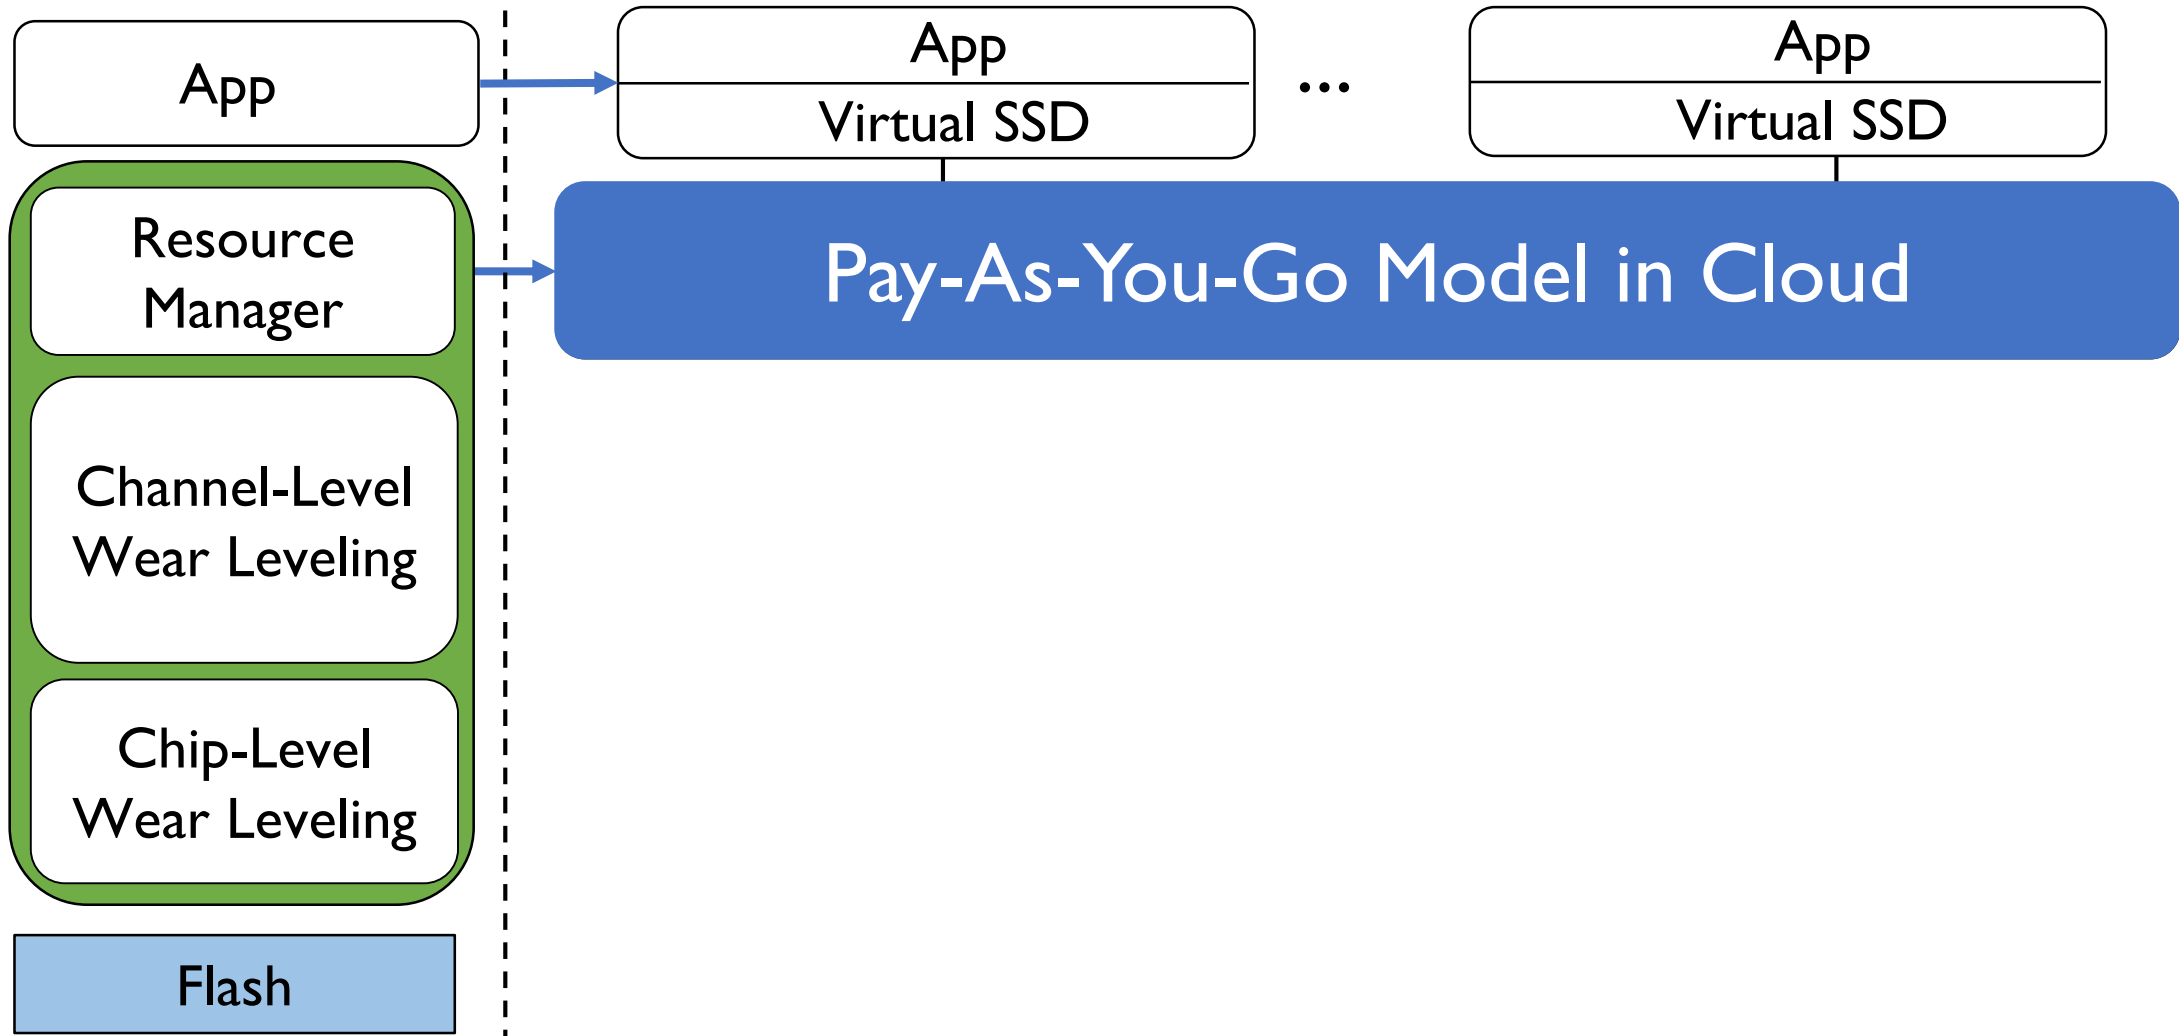 App
Resource
Manager
Channel-Level
Wear Leveling
Chip-Level
Wear Leveling
Flash
App
Virtual SSD
...
App
Virtual SSD
Pay-As-You-Go Model in Cloud